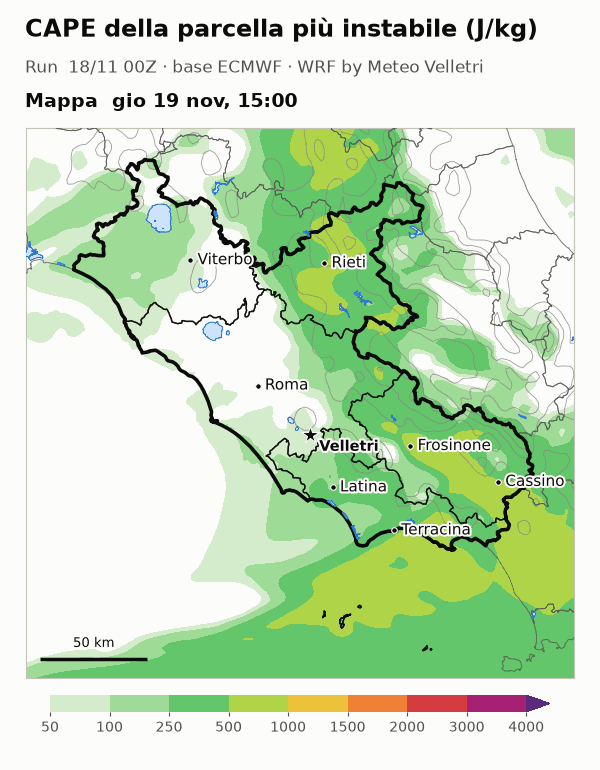 CAPE della parcella più instabile (J/kg)
Run  18/11 00Z · base ECMWF · WRF by Meteo Velletri
Mappa  gio 19 nov, 15:00
Viterbo
Rieti
Roma
Velletri
Frosinone
Cassino
Latina
Terracina
50 km
50 100 250 500 1000 1500 2000 3000 4000